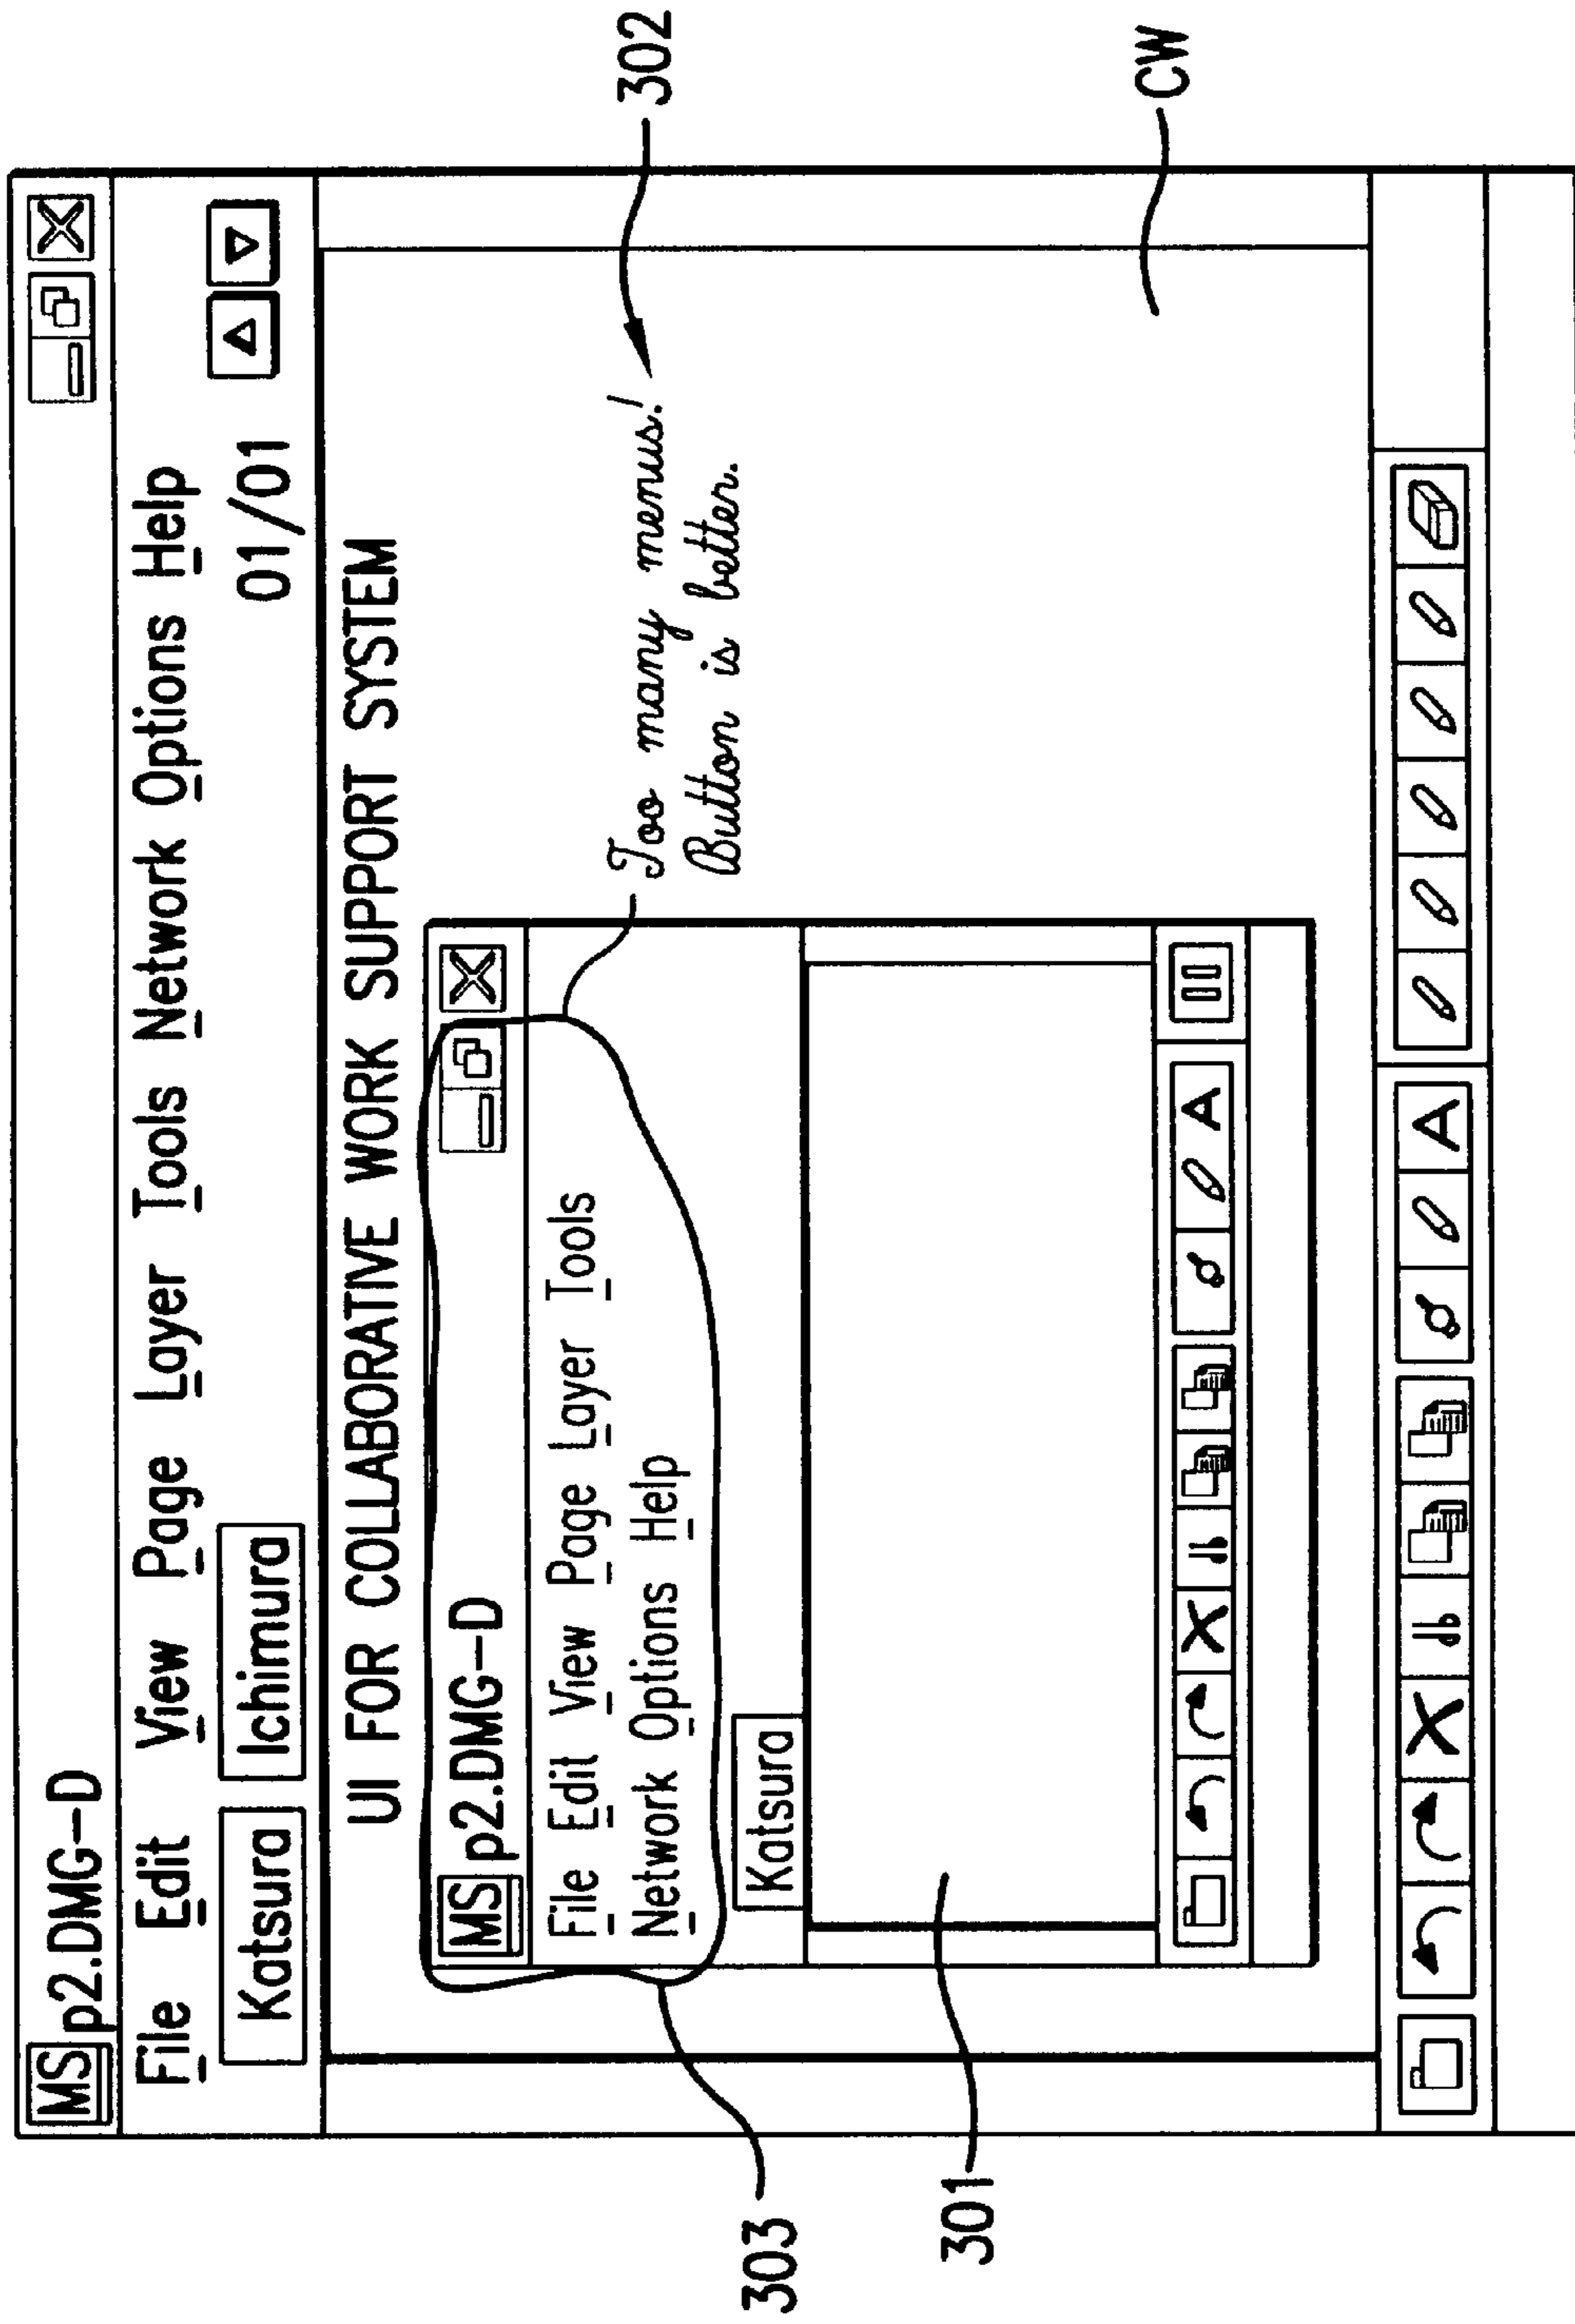 MS p2.DMG-D
File Edit View Page Layer Tools Network Options Help
Katsura Ichimura 01/01
UI FOR COLLABORATIVE WORK SUPPORT SYSTEM
MS p2.DMG-D
File Edit View Page Layer Tools
Network Options Help
Katsura
Too many menus!
Button is better.
A
A
302
CW
303
301